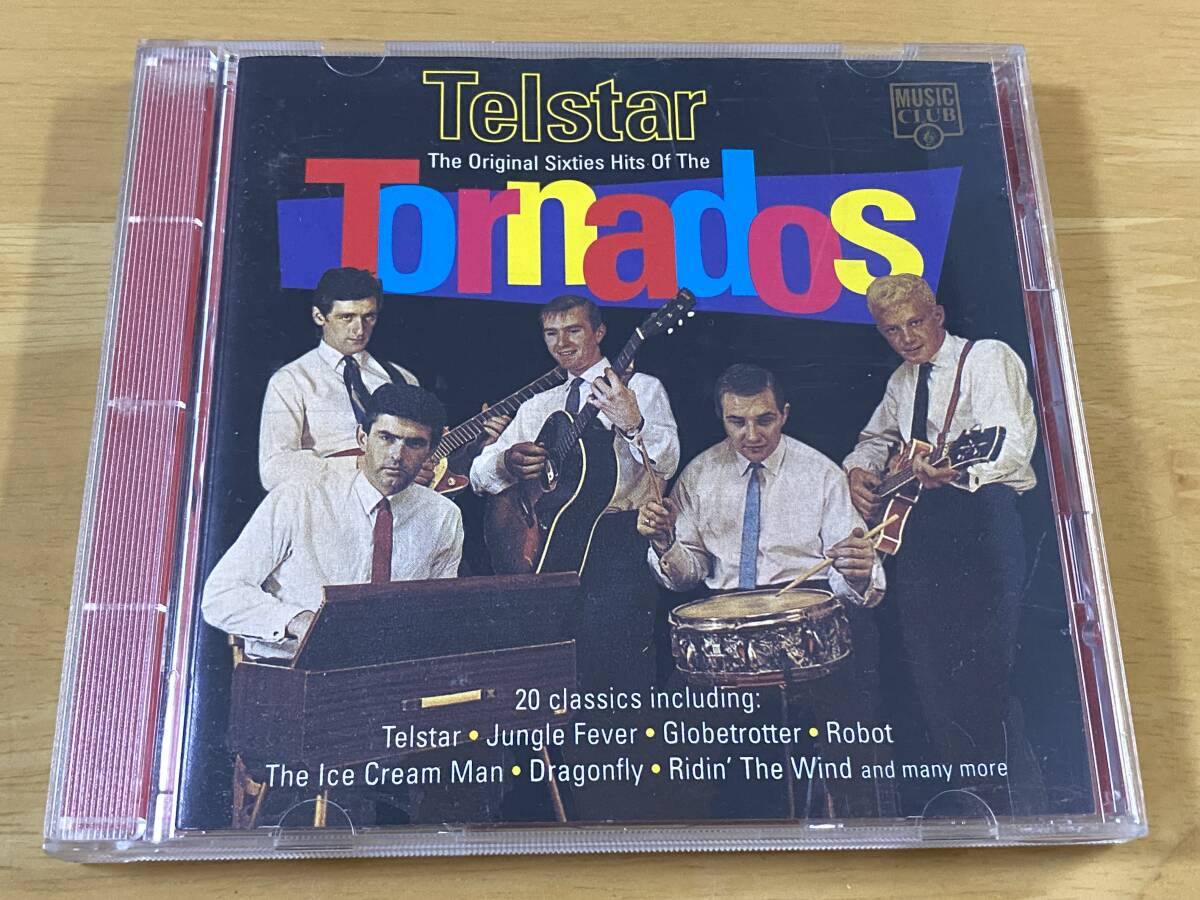 Telstar
MUSIC
CLUB
The Original Sixties Hits Of The
Tornados
20 classics including:
Telstar • Jungle Fever • Globetrotter • Robot
The Ice Cream Man • Dragonfly • Ridin' The Wind and many more